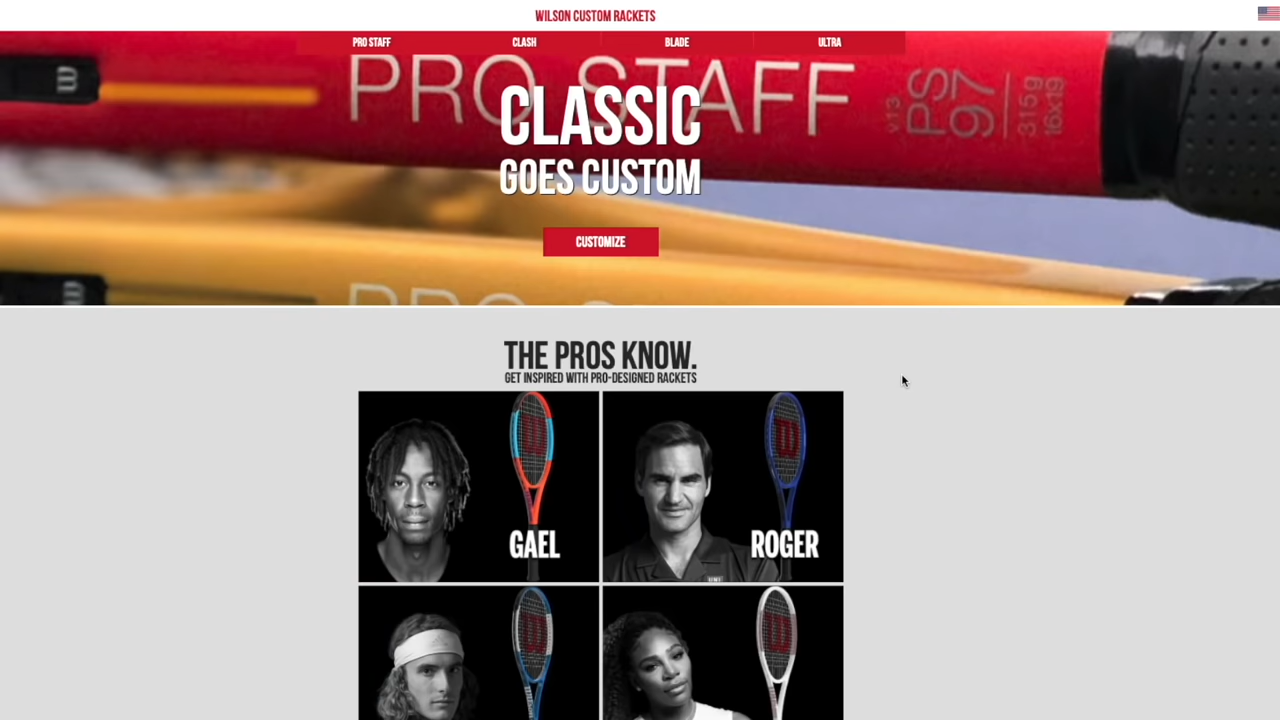 WILSON CUSTOM RACKETS
PRO STAFF
CLASH
BLADE
ULTRA
PRO STAFF
v13
PS
97
315g
16x19
CLASSIC
GOES CUSTOM
CUSTOMIZE
THE PROS KNOW.
GET INSPIRED WITH PRO-DESIGNED RACKETS
GAEL
ROGER